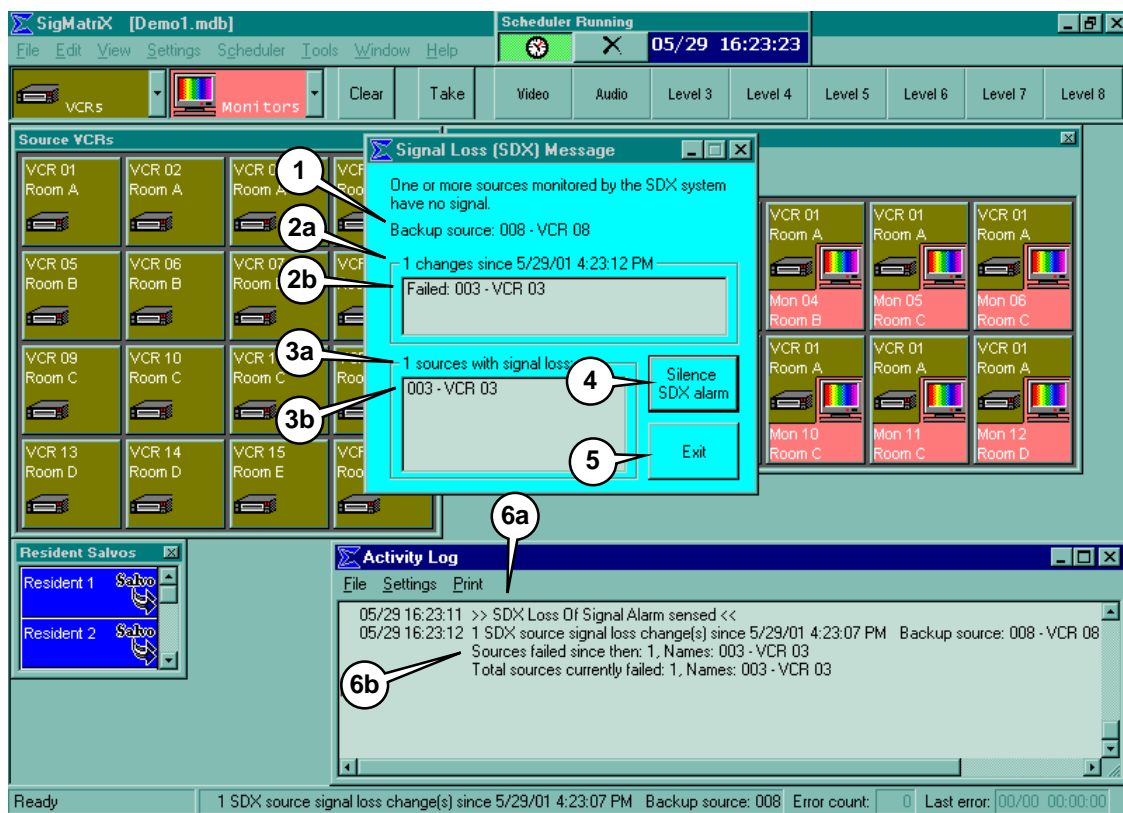 SigMatriX [Demo1.mdb]
Scheduler Running
File Edit View Settings Scheduler Tools Window Help
05/29 16:23:23
VCRs
Monitors
Clear
Take
Video
Audio
Level 3
Level 4
Level 5
Level 6
Level 7
Level 8
Source VCRs
VCR 01
Room A
VCR 02
Room A
VCR 05
Room B
VCR 06
Room B
VCR 07
VCR 09
Room C
VCR 10
Room C
Room C
VCR 13
Room D
VCR 14
Room D
VCR 15
Room E
Signal Loss (SDX) Message
One or more sources monitored by the SDX system
have no signal.
1
Backup source: 008 - VCR 08
2a
1 changes since 5/29/01 4:23:12 PM
2b
Failed: 003 - VCR 03
3a
1 sources with signal loss:
3b
003 - VCR 03
4
Silence
SDX alarm
5
Exit
VCR 01
Room A
Mon 04
Room B
VCR 01
Room A
Mon 05
Room C
VCR 01
Room A
Mon 06
Room C
VCR 01
Room A
Mon 10
Room C
VCR 01
Room A
Mon 11
Room C
VCR 01
Room A
Mon 12
Room D
Resident Salvos
Resident 1 Salvo
Resident 2 Salvo
6a
Activity Log
File Settings Print
05/29 16:23:11 >> SDX Loss Of Signal Alarm sensed <<
05/29 16:23:12 1 SDX source signal loss change(s) since 5/29/01 4:23:07 PM Backup source: 008 - VCR 08
Sources failed since then: 1, Names: 003 - VCR 03
6b
Total sources currently failed: 1, Names: 003 - VCR 03
Ready
1 SDX source signal loss change(s) since 5/29/01 4:23:07 PM Backup source: 008
Error count: 0
Last error: 00/00 00:00:00